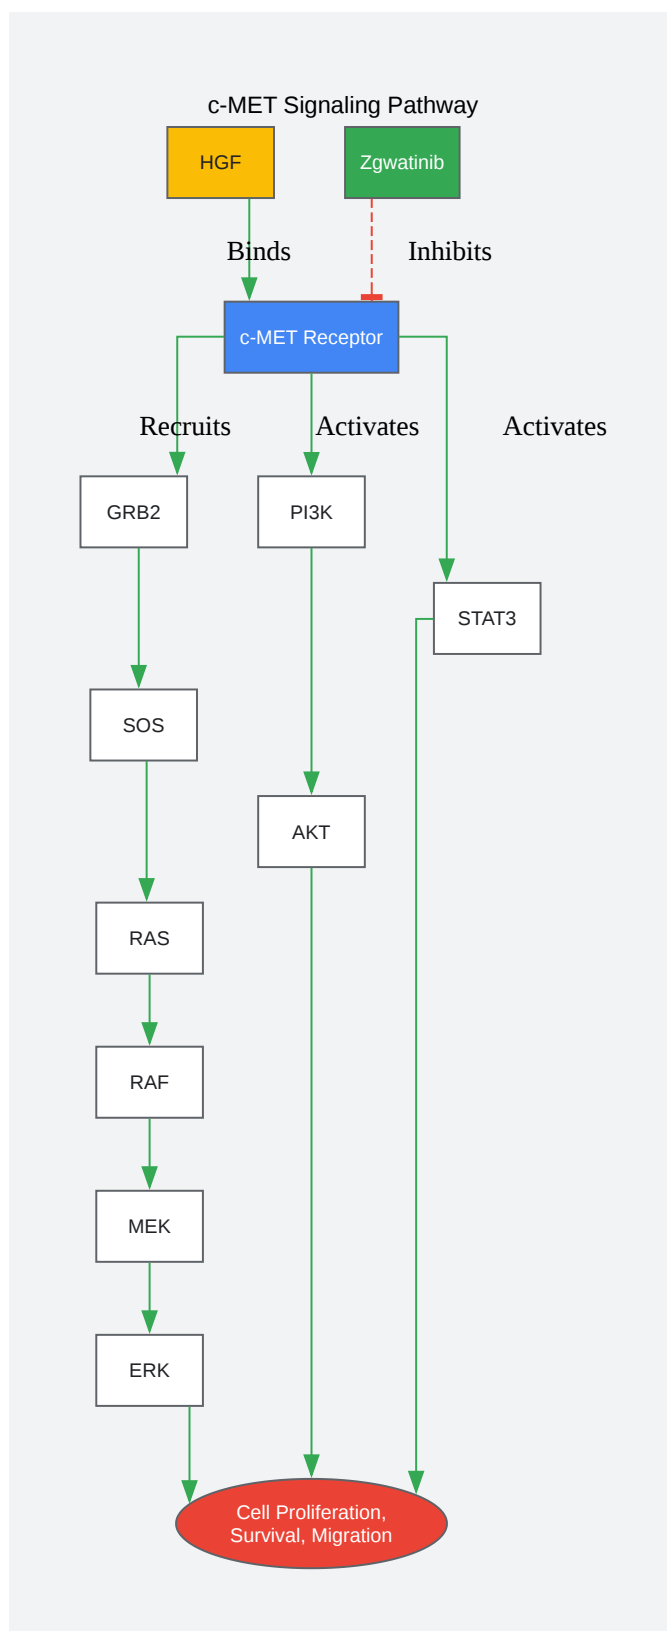 c-MET Signaling Pathway
HGF
Zgwatinib
Binds
Inhibits
c-MET Receptor
Recruits
Activates
Activates
GRB2
PI3K
STAT3
SOS
AKT
RAS
RAF
MEK
ERK
Cell Proliferation,
Survival, Migration